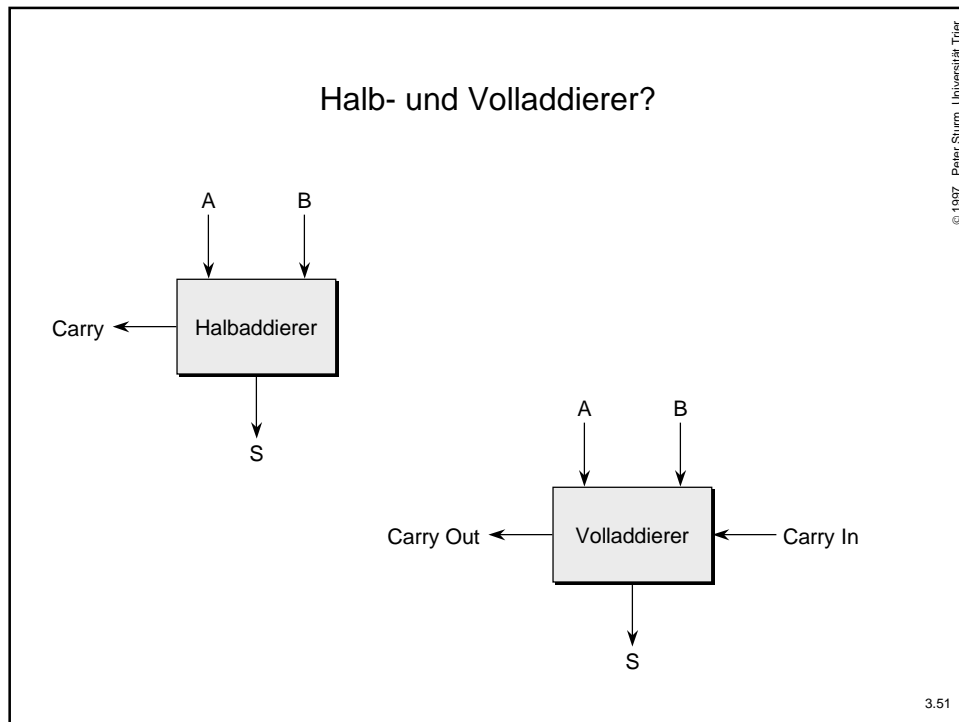 Halb- und Volladdierer?
© 1997 Peter Sturm, Universität Trier
A
B
Carry
Halbaddierer
S
A
B
Carry Out
Volladdierer
Carry In
S
3.51